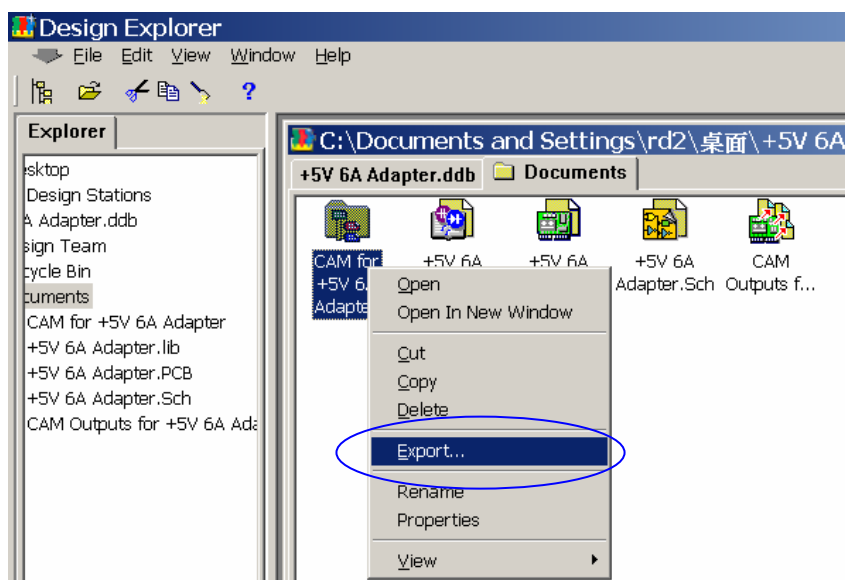 Design Explorer
File Edit View Window Help
?
Explorer
C:\Documents and Settings\rd2\桌面\+5V 6A
+5V 6A Adapter.ddb Documents
sktop
Design Stations
A Adapter.ddb
sign Team
cycle Bin
cuments
CAM for +5V 6A Adapter
+5V 6A Adapter.lib
+5V 6A Adapter.PCB
+5V 6A Adapter.Sch
CAM Outputs for +5V 6A Ada
CAM for
+5V 6
Adapte
+5V 6A
+5V 6A
+5V 6A
Adapter.Sch
CAM
Outputs f...
Open
Open In New Window
Cut
Copy
Delete
Export...
Rename
Properties
View